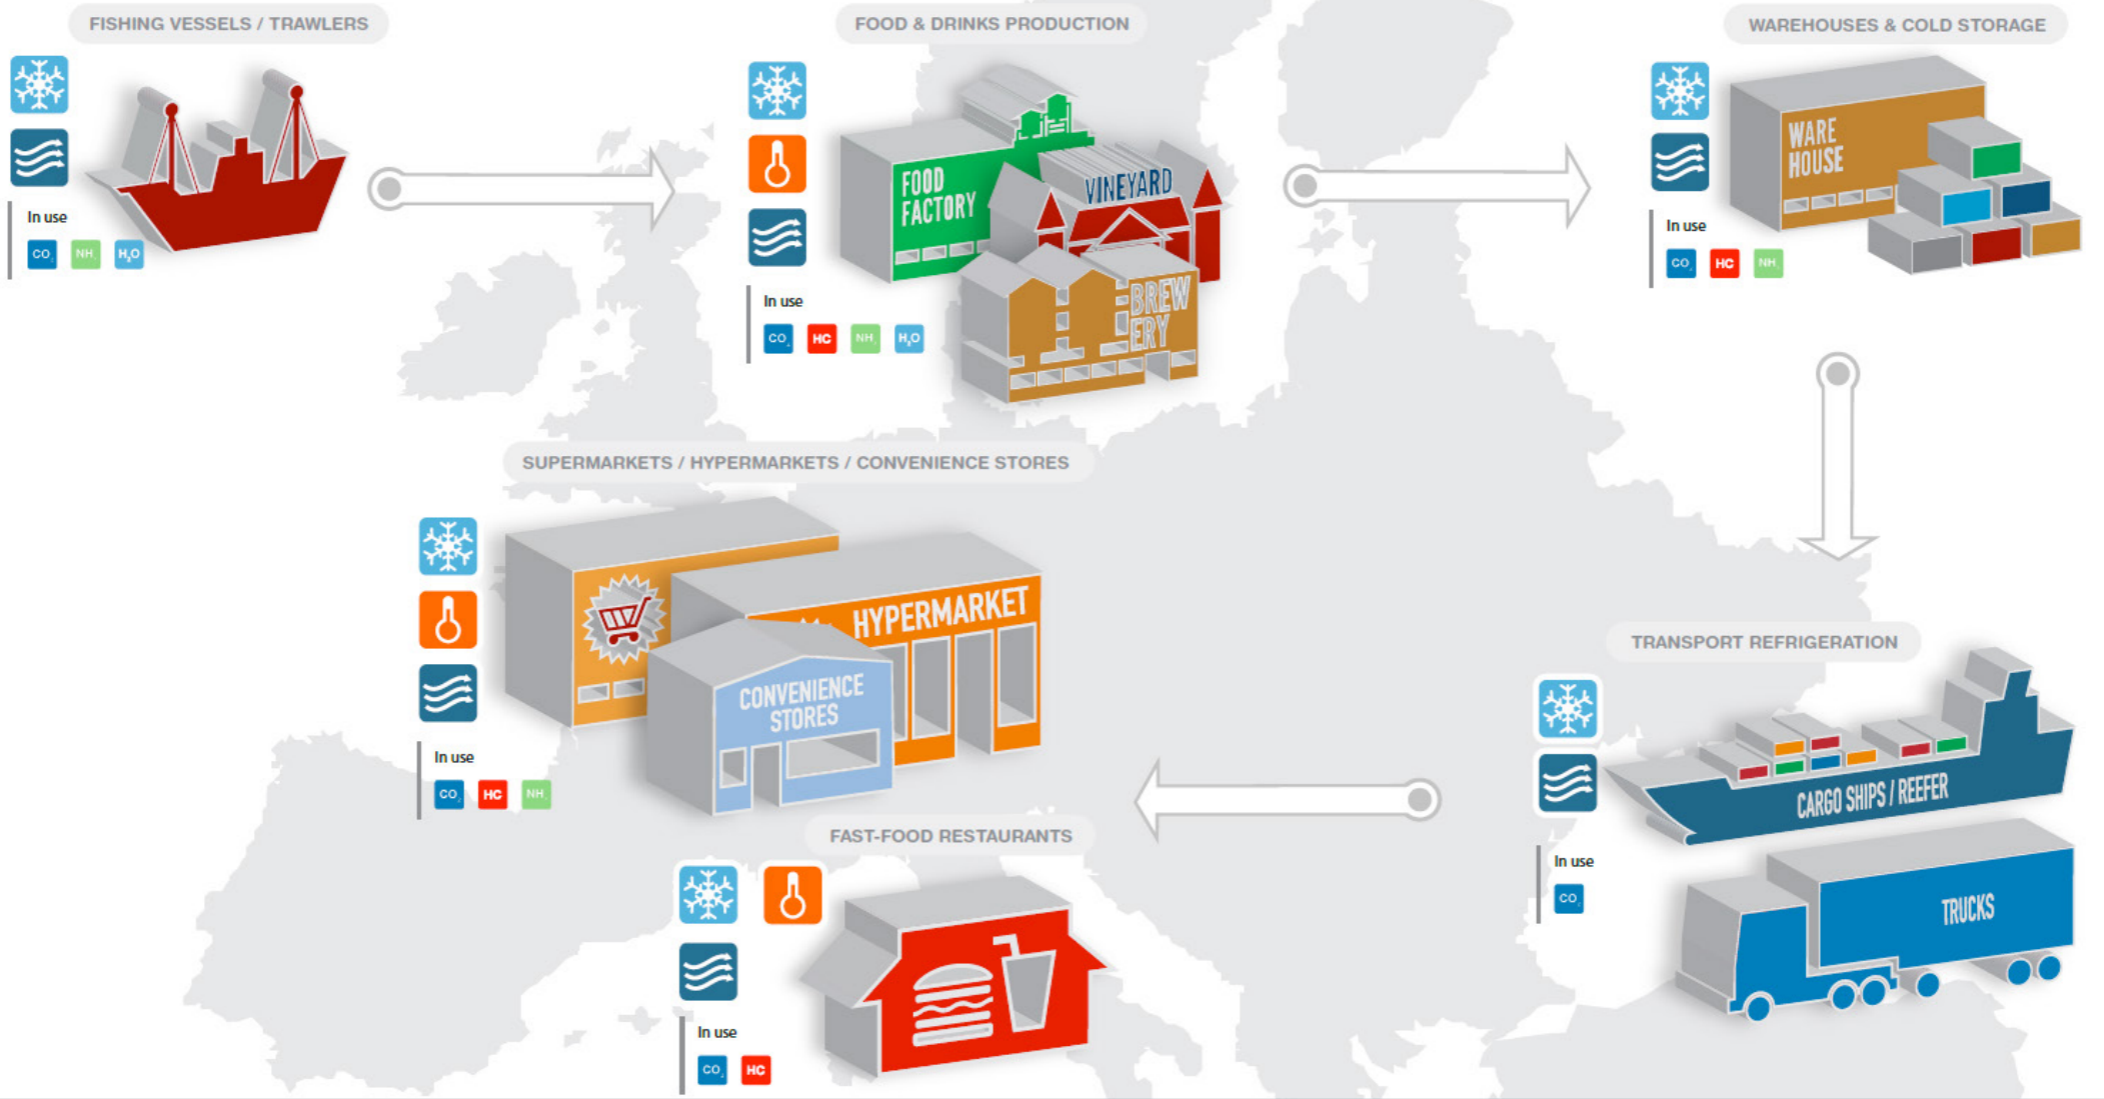 FISHING VESSELS / TRAWLERS
In use
CO₂
NH₃
H₂O
FOOD & DRINKS PRODUCTION
FOOD
FACTORY
VINEYARD
BREW
ERY
In use
CO₂
HC
NH₃
H₂O
WAREHOUSES & COLD STORAGE
WARE
HOUSE
In use
CO₂
HC
NH₃
SUPERMARKETS / HYPERMARKETS / CONVENIENCE STORES
HYPERMARKET
CONVENIENCE
STORES
In use
CO₂
HC
NH₃
TRANSPORT REFRIGERATION
CARGO SHIPS / REEFER
TRUCKS
In use
CO₂
FAST-FOOD RESTAURANTS
In use
CO₂
HC